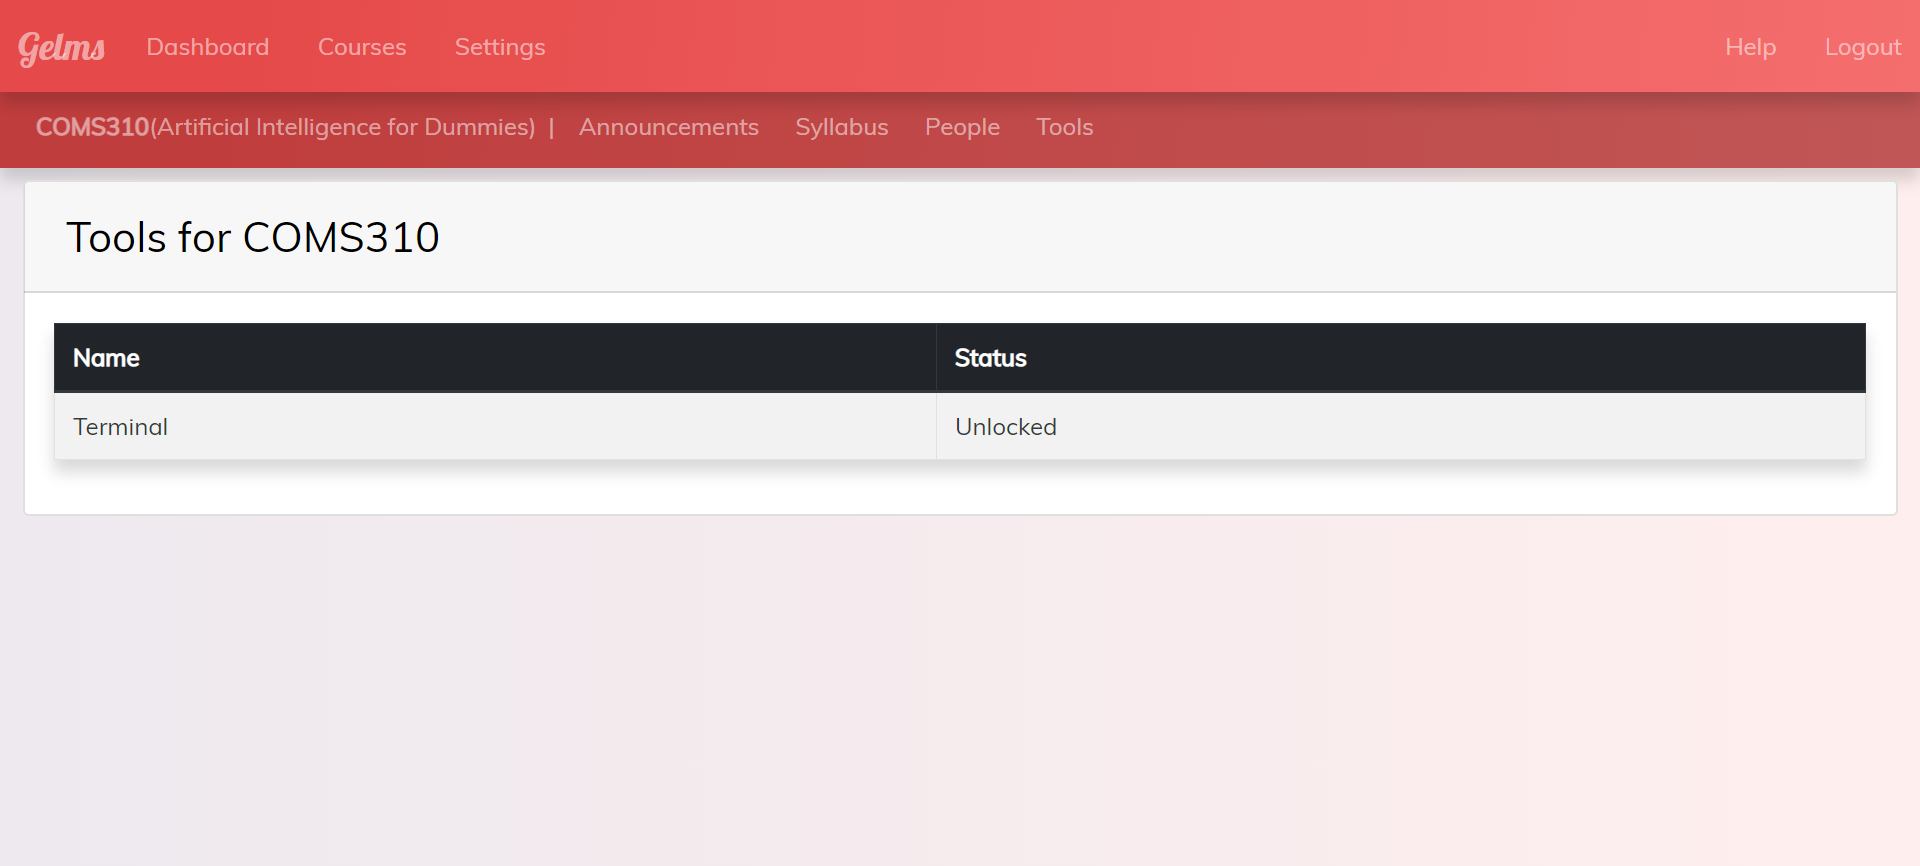 Gelms Dashboard Courses Settings Help Logout
COMS310(Artificial Intelligence for Dummies) | Announcements Syllabus People Tools
Tools for COMS310
Name Status
Terminal Unlocked